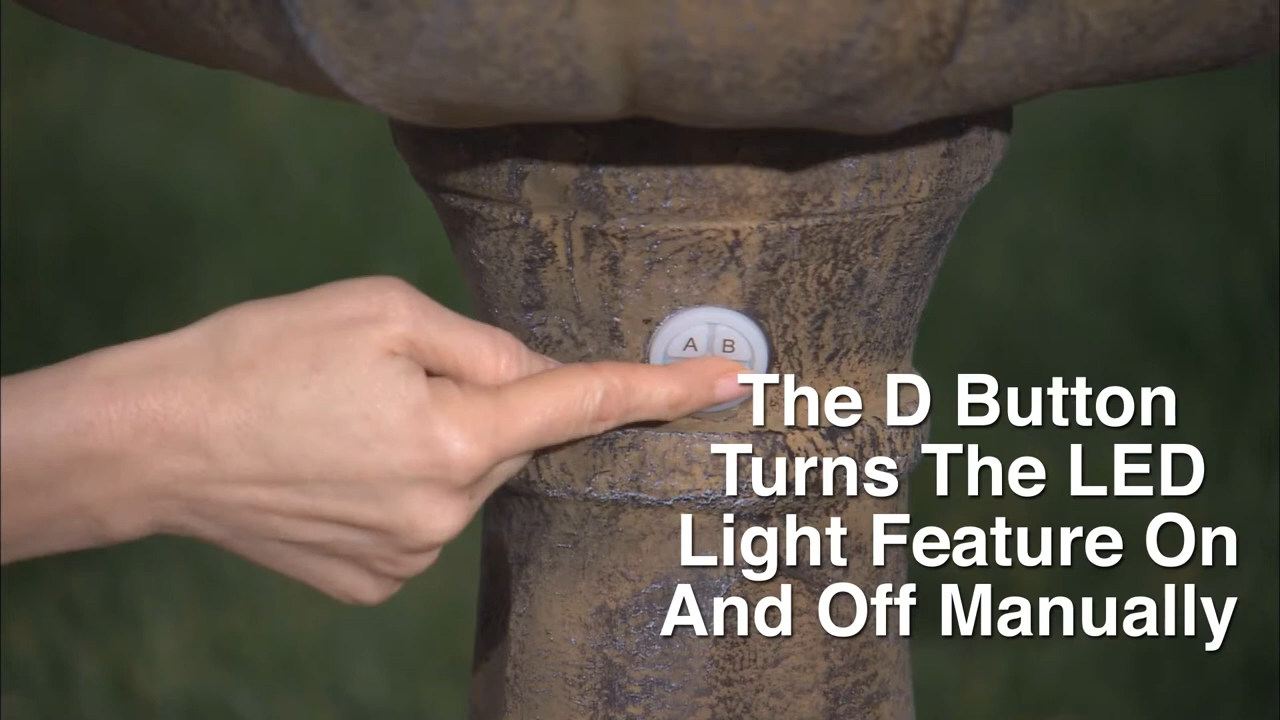 A B
The D Button
Turns The LED
Light Feature On
And Off Manually